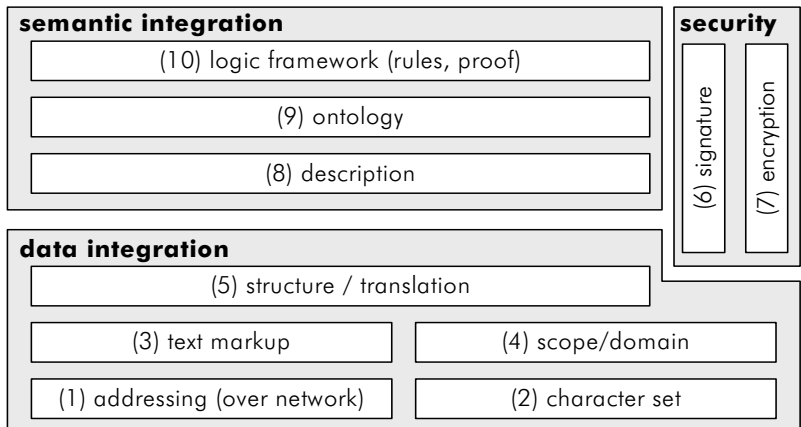 semantic integration
(10) logic framework (rules, proof)
(9) ontology
(8) description
security
(6) signature
(7) encryption
data integration
(5) structure / translation
(3) text markup
(4) scope/domain
(1) addressing (over network)
(2) character set